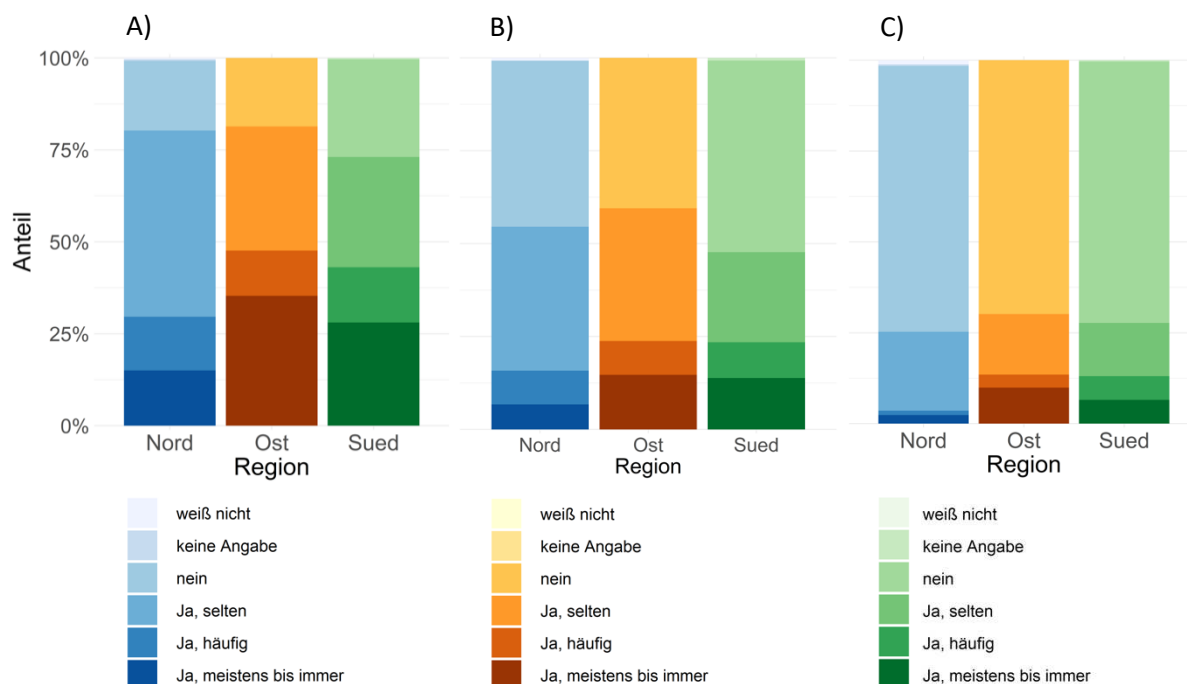 A)
B)
C)
Anteil
100%
75%
50%
25%
0%
Nord Ost Sued
Region
Nord Ost Sued
Region
Nord Ost Sued
Region
weiß nicht
keine Angabe
nein
Ja, selten
Ja, häufig
Ja, meistens bis immer
weiß nicht
keine Angabe
nein
Ja, selten
Ja, häufig
Ja, meistens bis immer
weiß nicht
keine Angabe
nein
Ja, selten
Ja, häufig
Ja, meistens bis immer